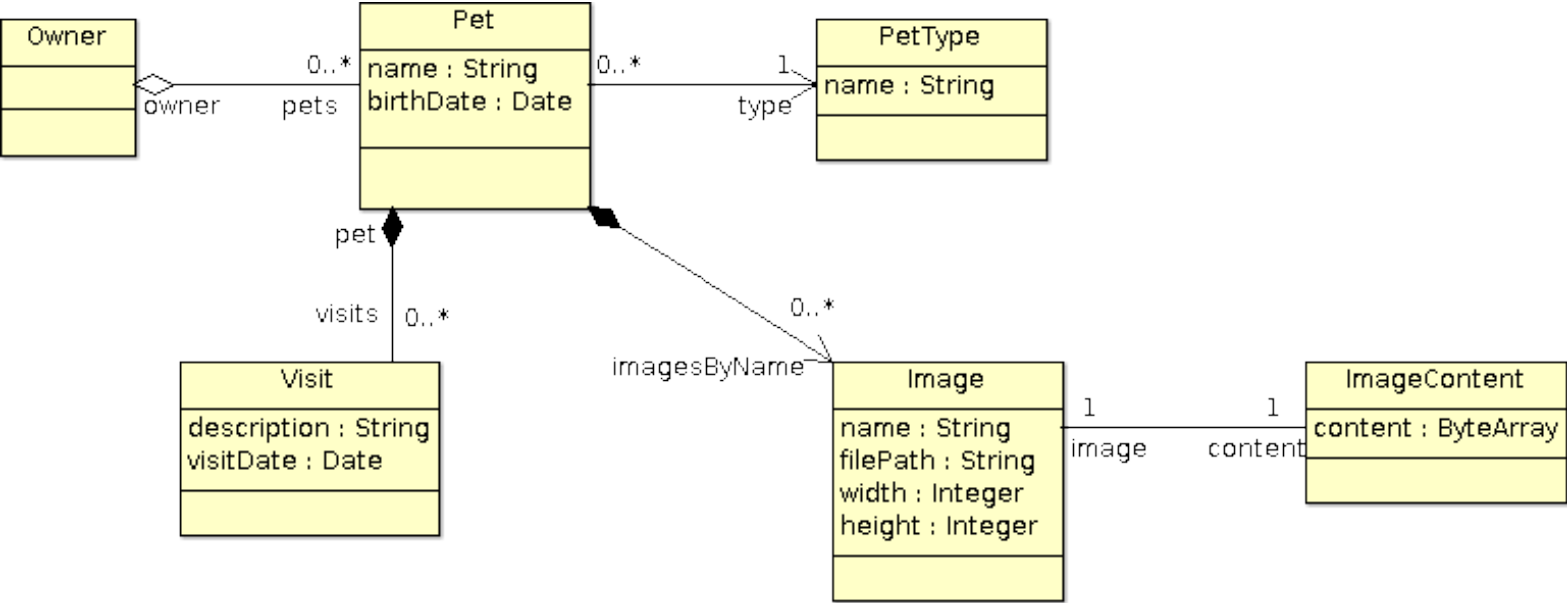 Owner
Pet
PetType
name : String
birthDate : Date
name : String
0..*
owner
pets
0..*
1
type
pet
visits
0..*
0..*
imagesByName
Visit
description : String
visitDate : Date
Image
name : String
filePath : String
width : Integer
height : Integer
1
1
image
content
ImageContent
content : ByteArray